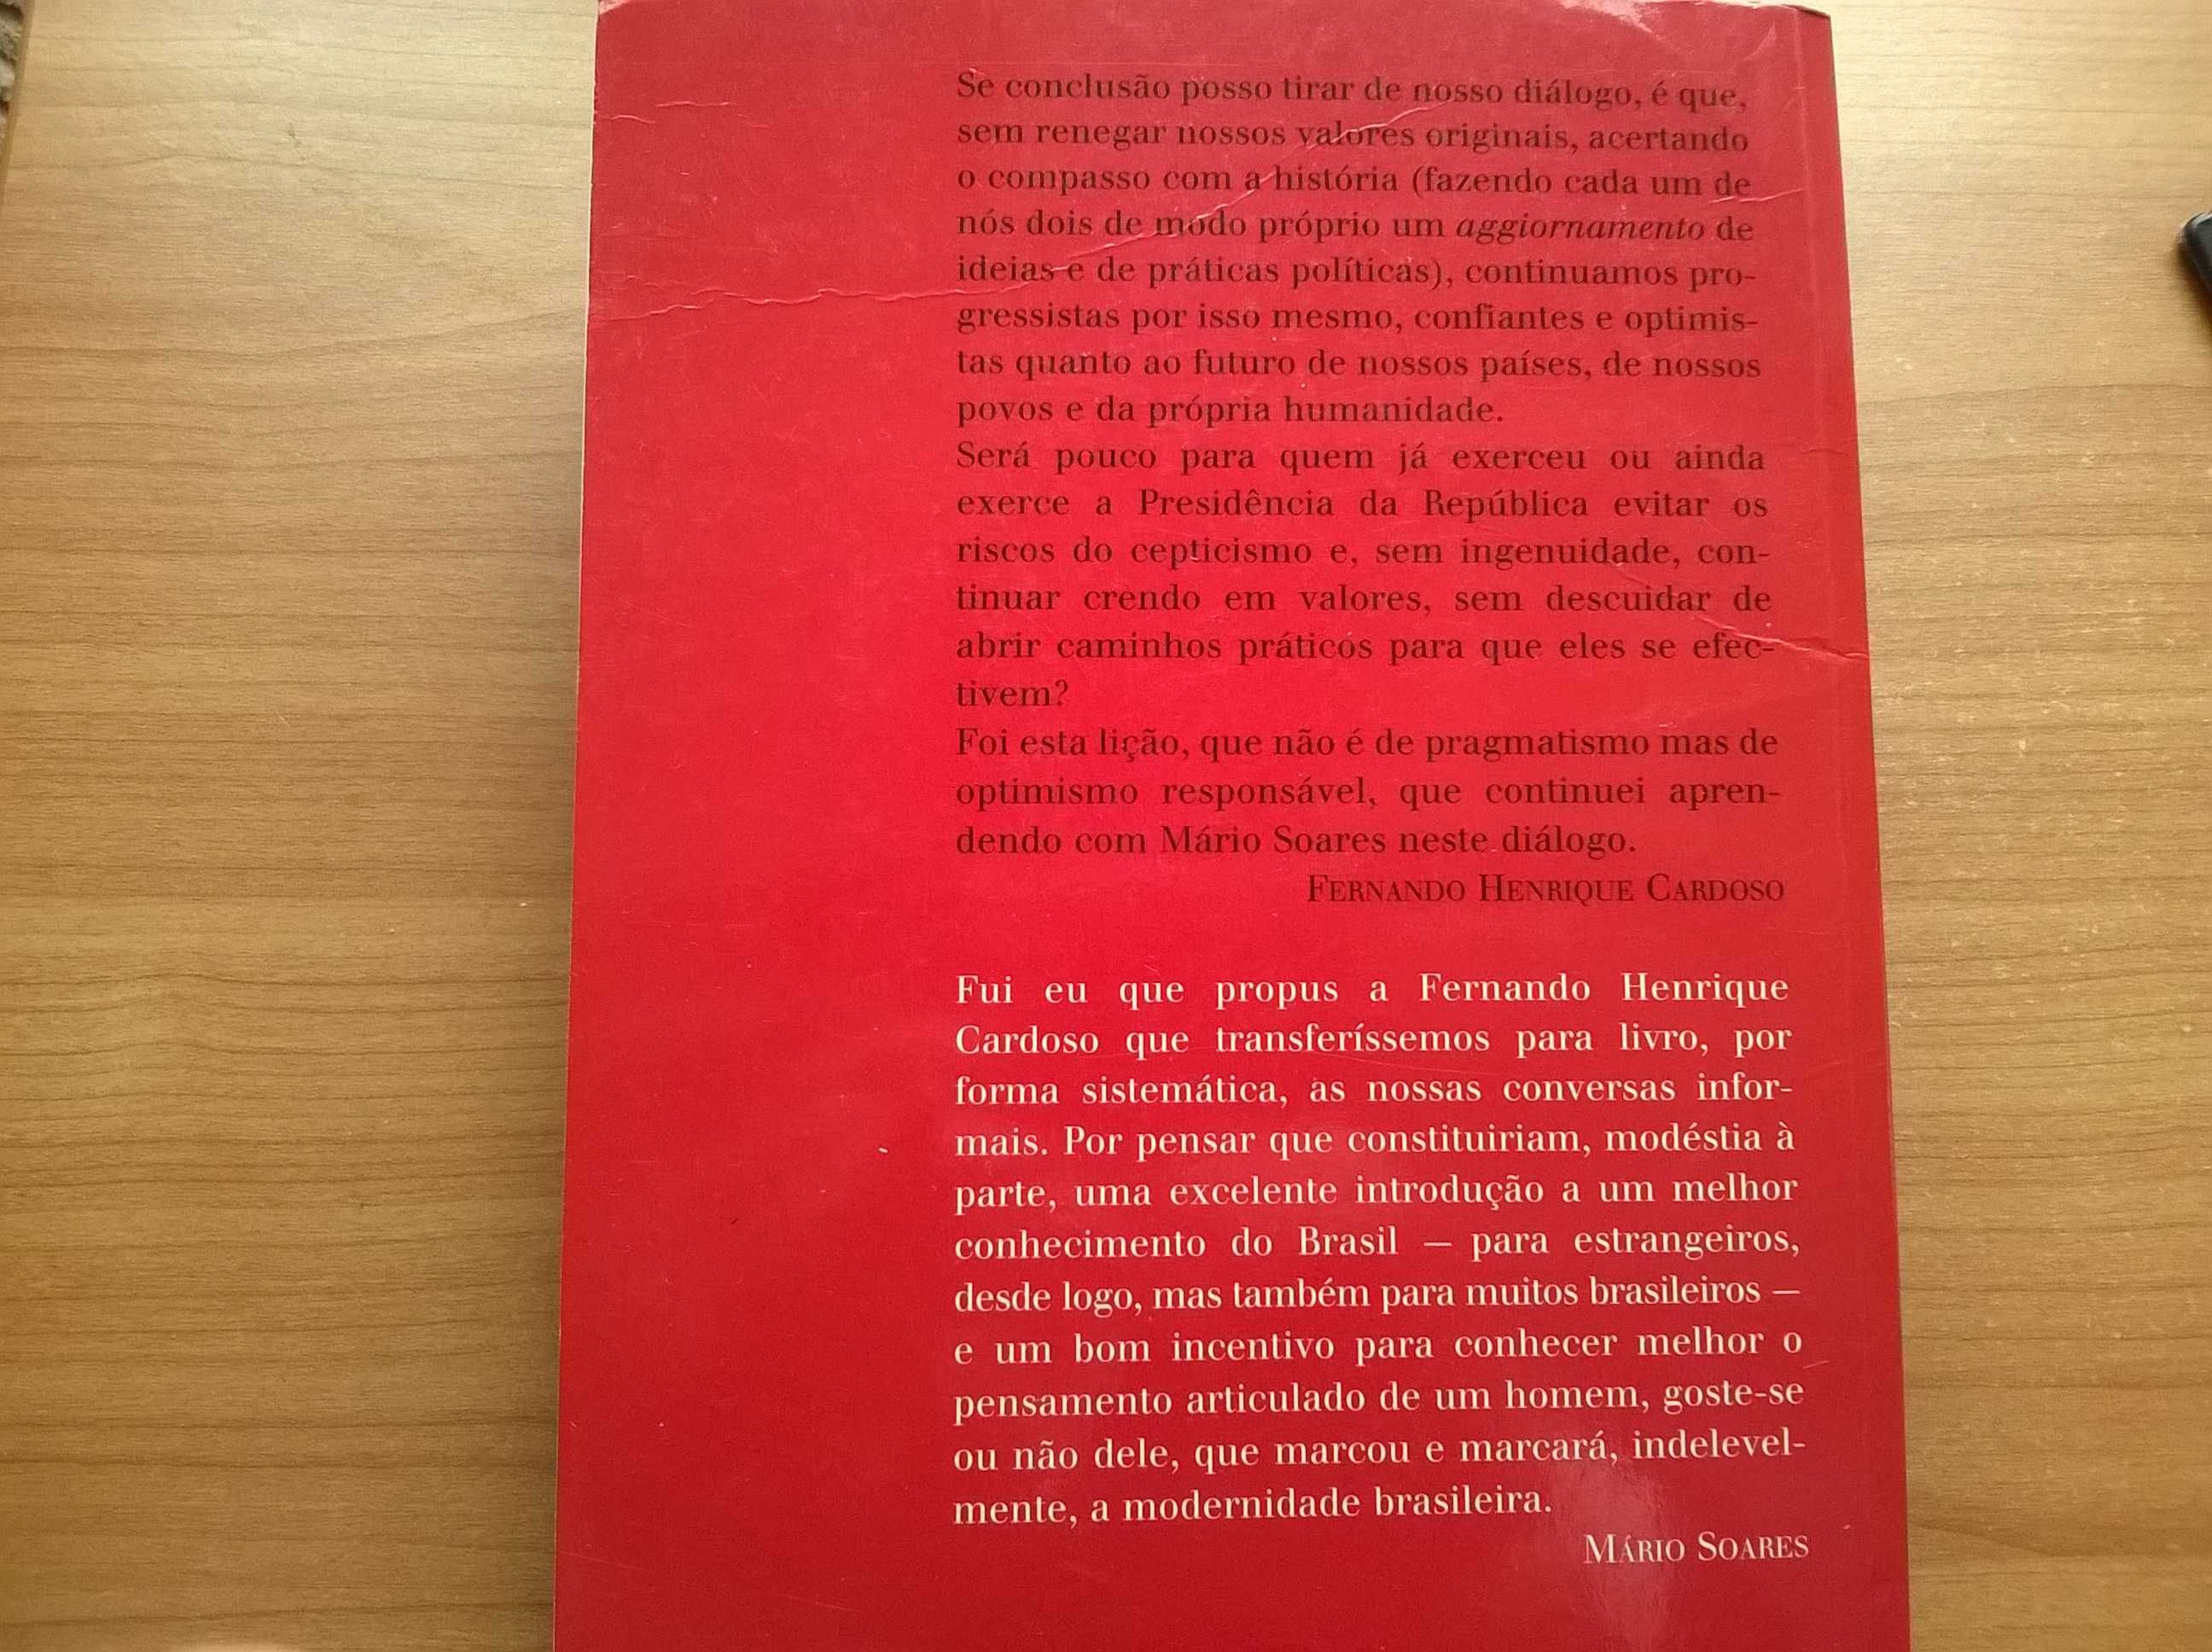 Se conclusão posso tirar de nosso diálogo, é que,
sem renegar nossos valores originais, acertando
o compasso com a história (fazendo cada um de
nós dois de modo próprio um aggiornamento de
ideias e de práticas políticas), continuamos pro-
gressistas por isso mesmo, confiantes e optimis-
tas quanto ao futuro de nossos países, de nossos
povos e da própria humanidade.
Será pouco para quem já exerceu ou ainda
exerce a Presidência da República evitar os
riscos do cepticismo e, sem ingenuidade, con-
tinuar crendo em valores, sem descuidar de
abrir caminhos práticos para que eles se efec-
tivem?
Foi esta lição, que não é de pragmatismo mas de
optimismo responsável, que continuei apren-
dendo com Mário Soares neste diálogo.
FERNANDO HENRIQUE CARDOSO
Fui eu que propus a Fernando Henrique
Cardoso que transferíssemos para livro, por
forma sistemática, as nossas conversas infor-
mais. Por pensar que constituiriam, modéstia à
parte, uma excelente introdução a um melhor
conhecimento do Brasil — para estrangeiros,
desde logo, mas também para muitos brasileiros —
e um bom incentivo para conhecer melhor o
pensamento articulado de um homem, goste-se
ou não dele, que marcou e marcará, indelevel-
mente, a modernidade brasileira.
MÁRIO SOARES